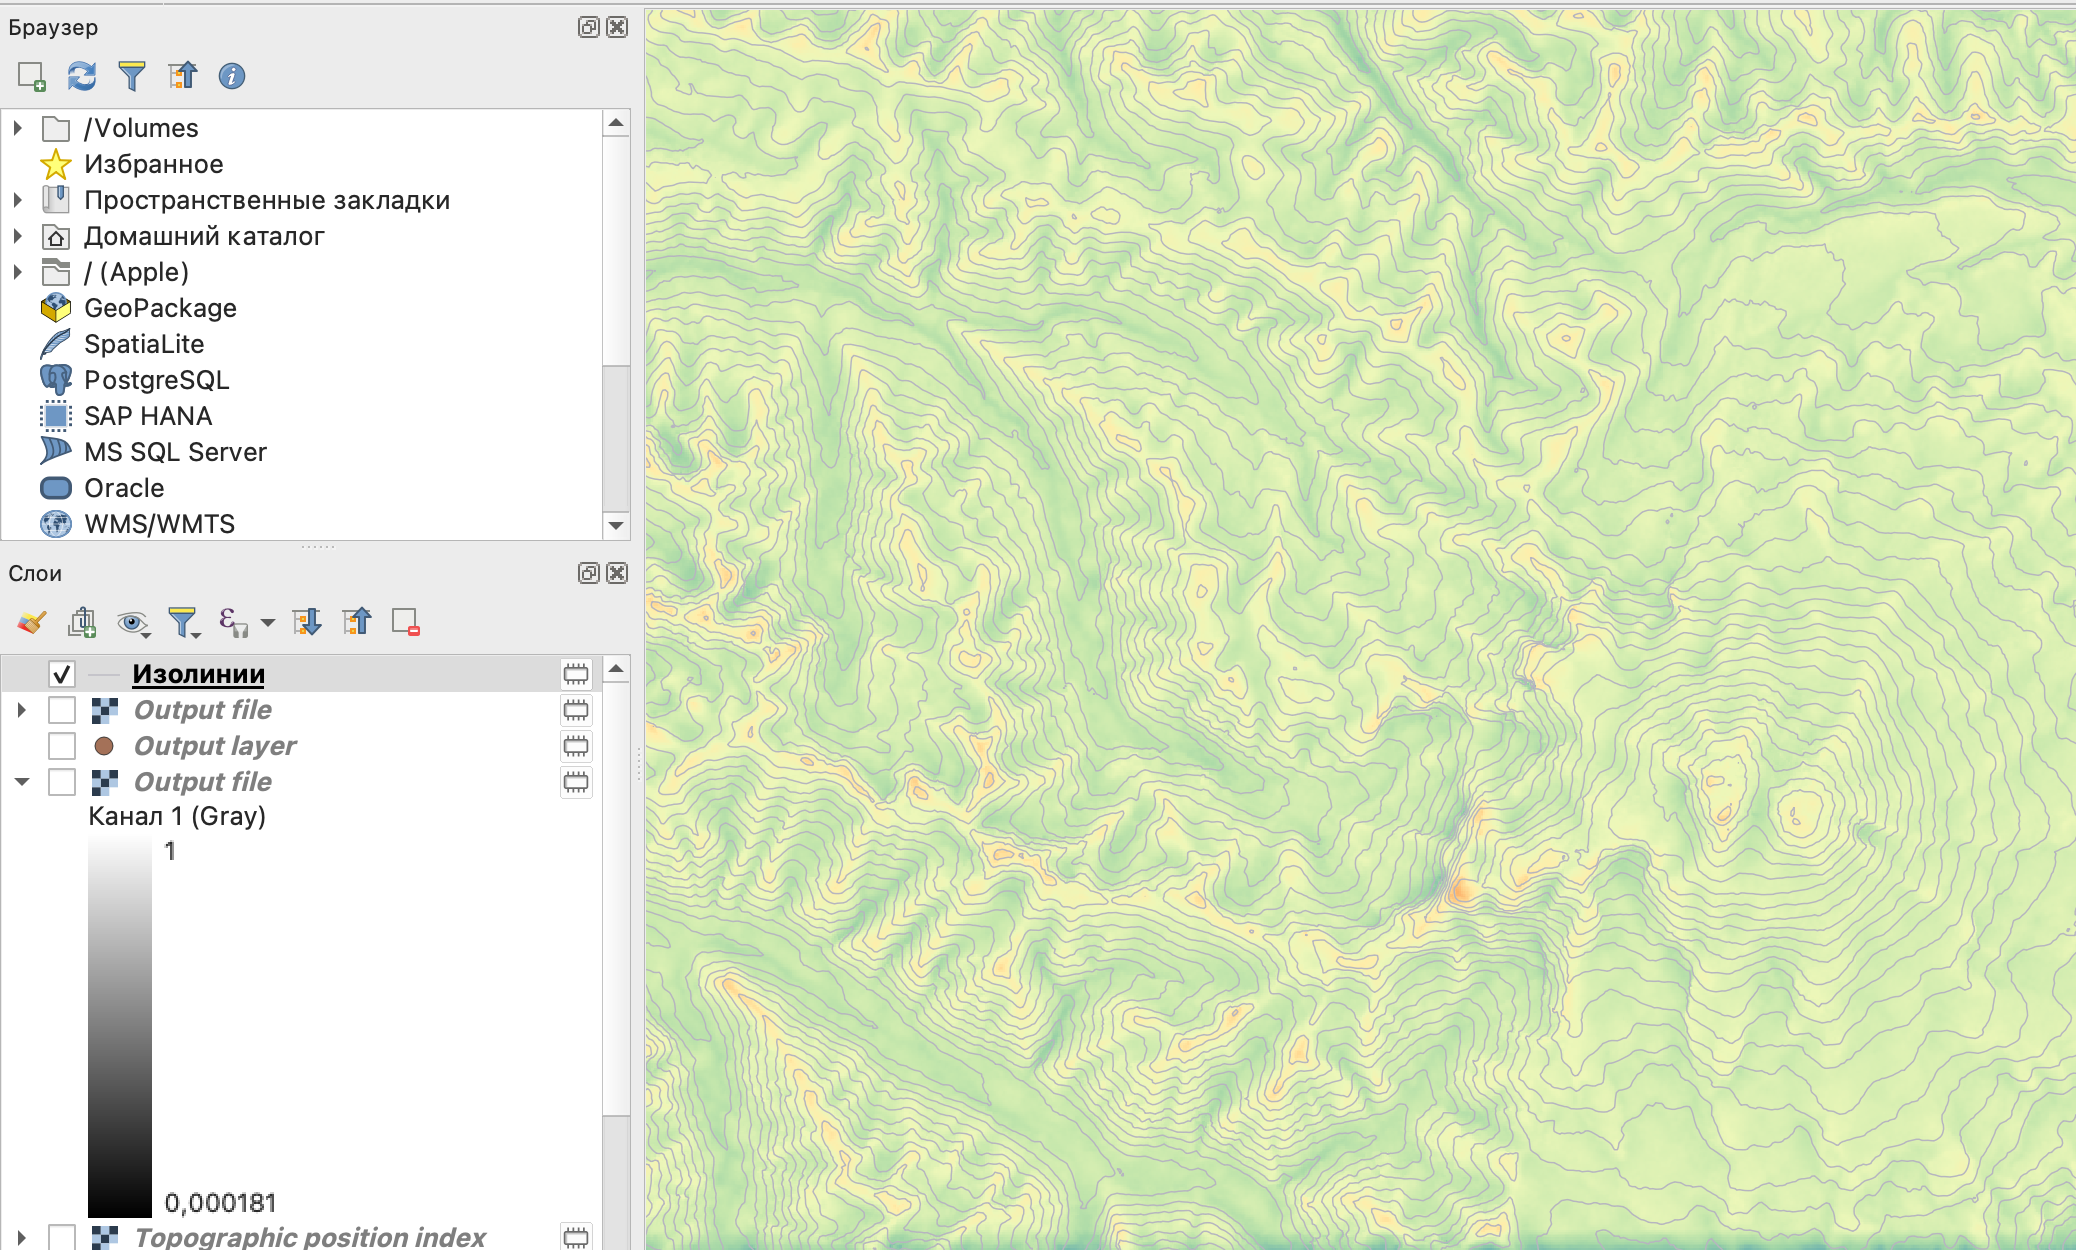 Браузер
/Volumes
Избранное
Пространственные закладки
Домашний каталог
/ (Apple)
GeoPackage
SpatiaLite
PostgreSQL
SAP HANA
MS SQL Server
Oracle
WMS/WMTS
Слои
Изолинии
Output file
Output layer
Output file
Канал 1 (Gray)
1
0,000181
Topographic position index